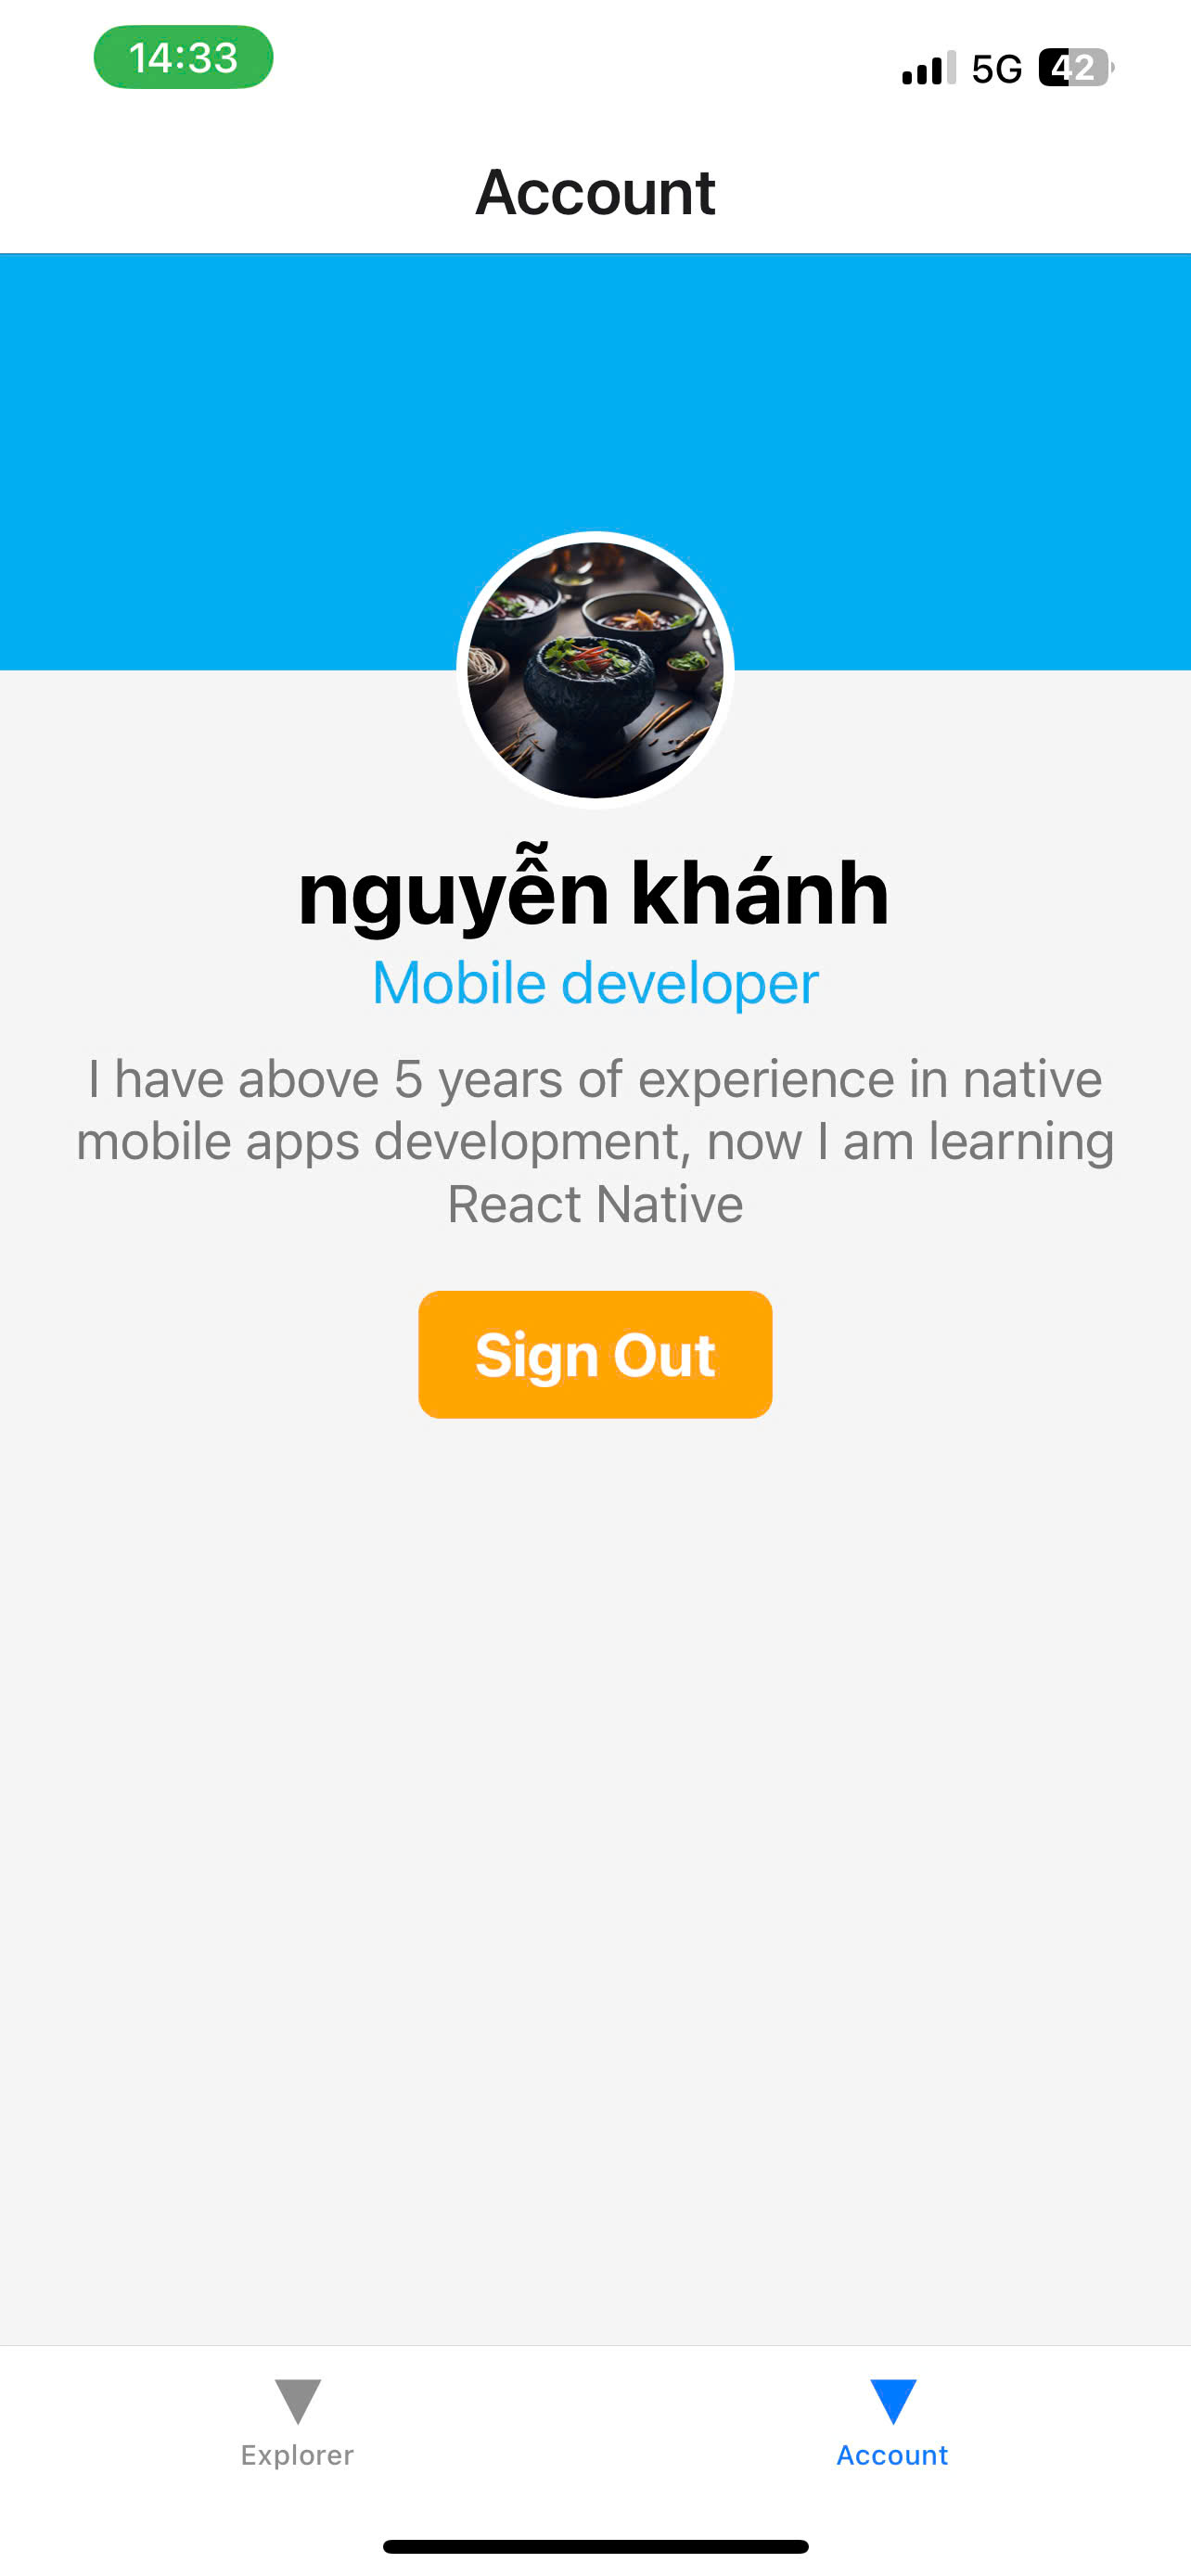 14:33
5G 42
Account
nguyễn khánh
Mobile developer
I have above 5 years of experience in native
mobile apps development, now I am learning
React Native
Sign Out
Explorer
Account